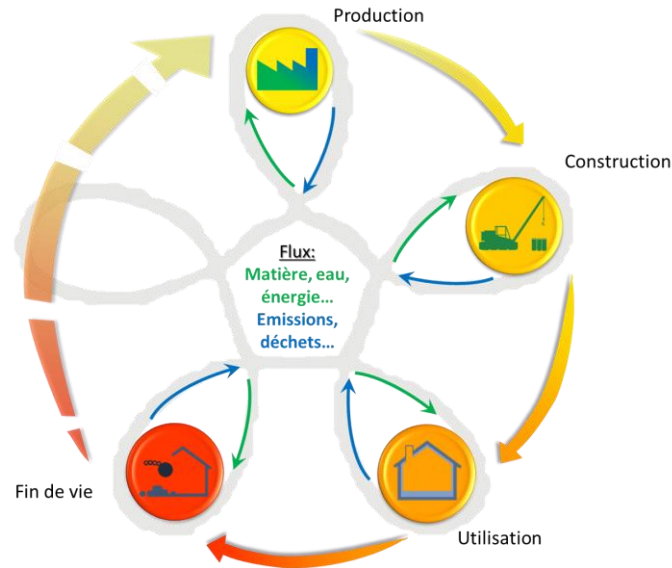 Production
Construction
Flux:
Matière, eau,
énergie…
Emissions,
déchets…
Fin de vie
Utilisation